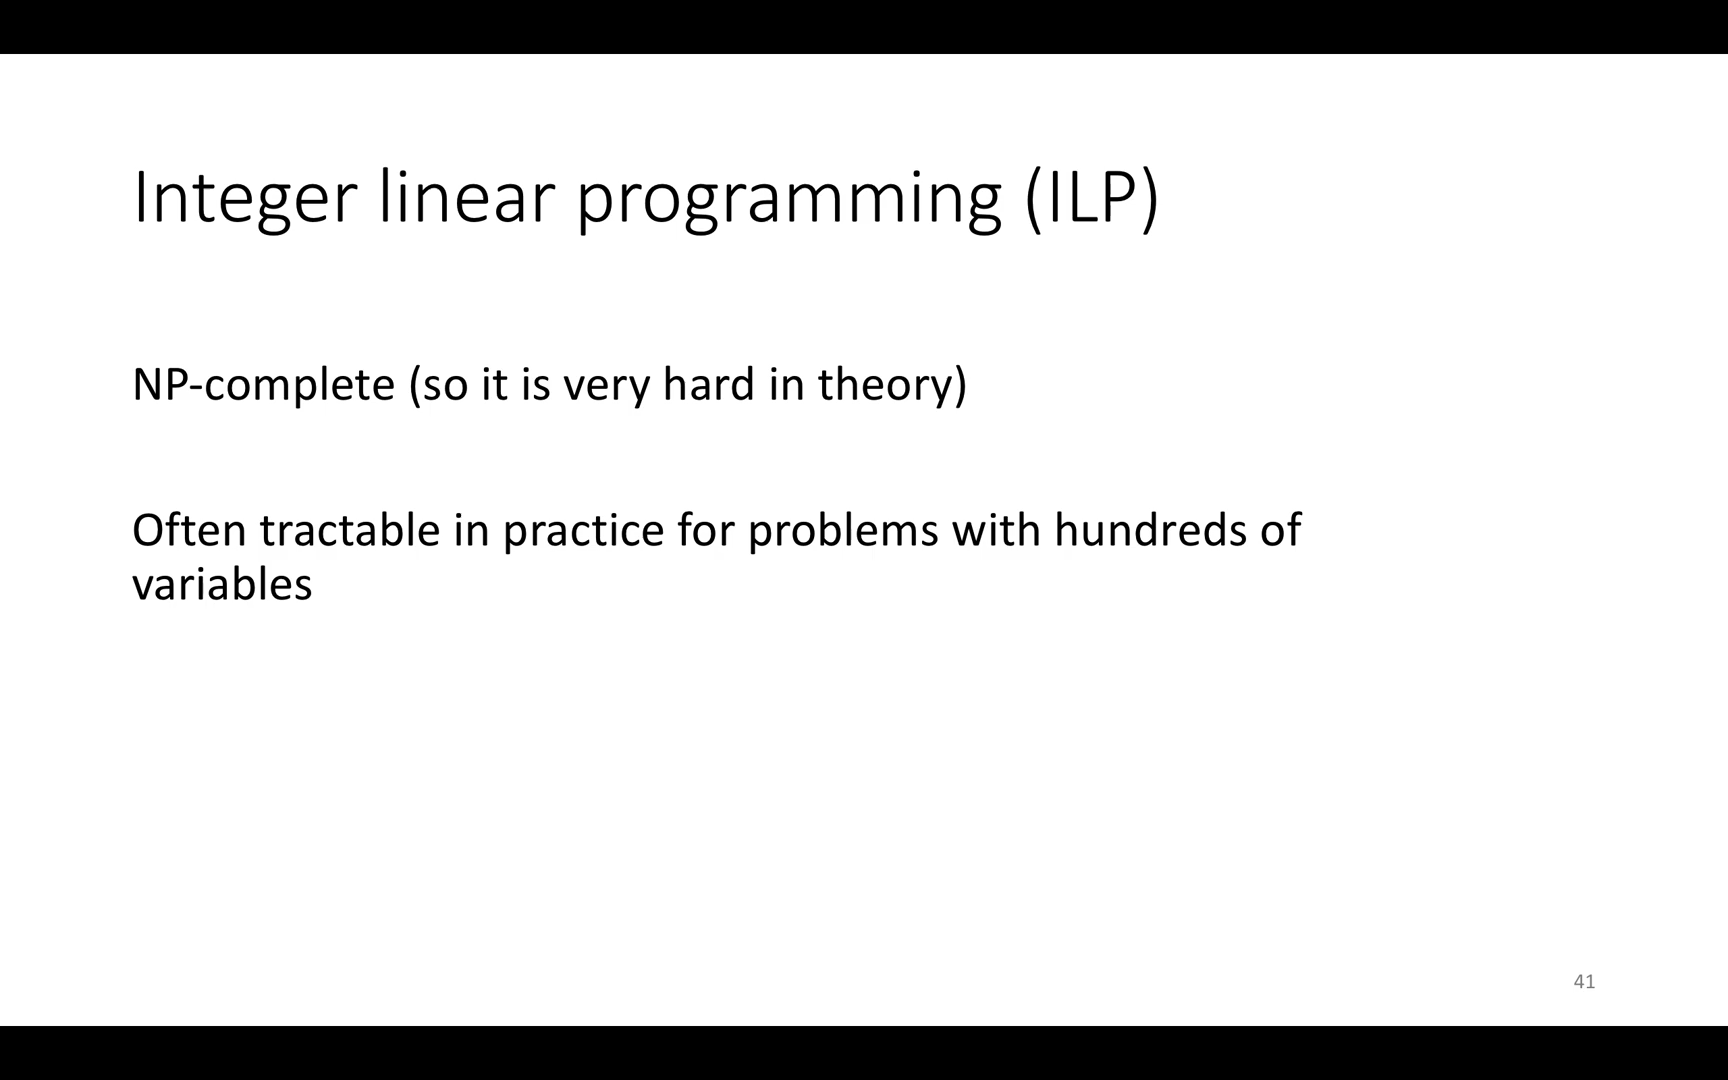 Integer linear programming (ILP)
NP-complete (so it is very hard in theory)
Often tractable in practice for problems with hundreds of
variables
41